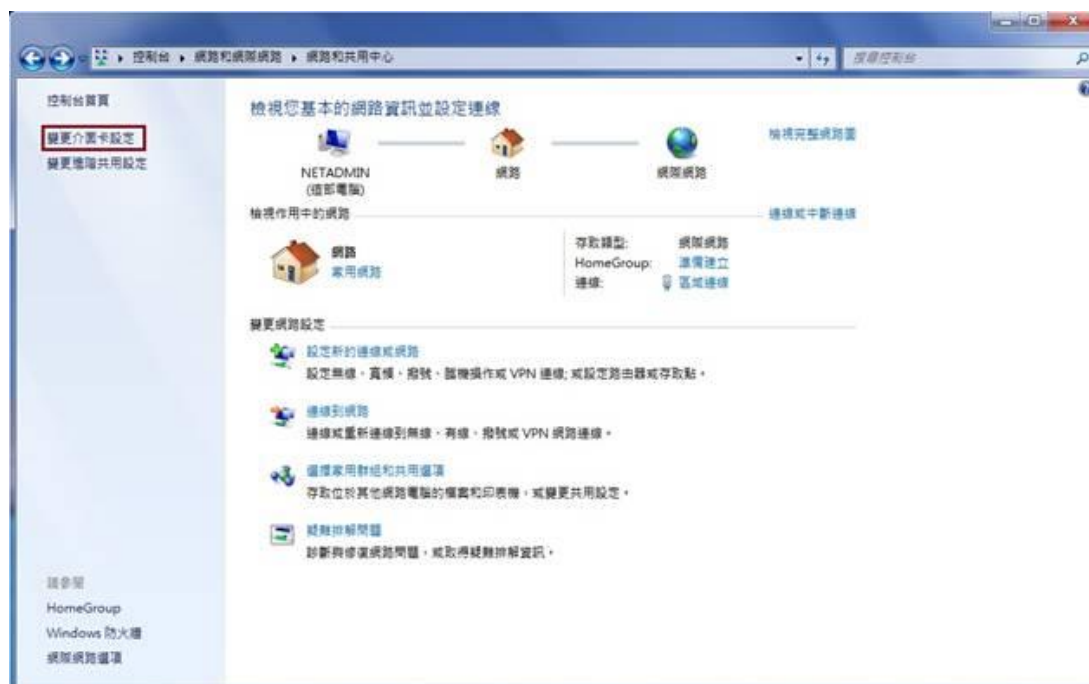 控制台 ▸ 網路和網際網路 ▸ 網路和共用中心
搜尋控制台
控制台首頁
變更介面卡設定
變更進階共用設定
檢視您基本的網路資訊並設定連線
檢視完整網路圖
NETADMIN
(這部電腦)
網路
網際網路
檢視作用中的網路
連線或中斷連線
網路
家用網路
存取類型: 網際網路
HomeGroup: 準備建立
連線: 區域連線
變更網路設定
設定新的連線或網路
設定無線、寬頻、撥號、臨機操作或 VPN 連線; 或設定路由器或存取點。
連線到網路
連線或重新連線到無線、有線、撥號或 VPN 網路連線。
選擇家用群組和共用選項
存取位於其他網路電腦的檔案和印表機，或變更共用設定。
疑難排解問題
診斷與修復網路問題，或取得疑難排解資訊。
請參閱
HomeGroup
Windows 防火牆
網際網路選項